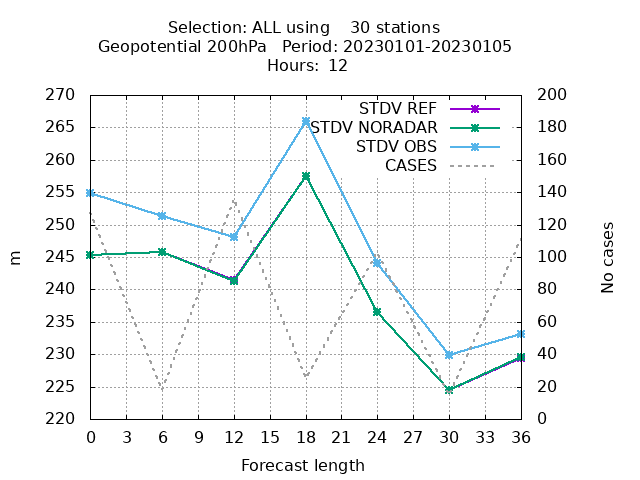 Selection: ALL using 30 stations
Geopotential 200hPa Period: 20230101-20230105
Hours: 12
270 200
265 180
260 160
255 140
250 120
245 100
240 80
235 60
230 40
225 20
220 0
STDV REF
STDV NORADAR
STDV OBS
CASES
m
No cases
0 3 6 9 12 15 18 21 24 27 30 33 36
Forecast length